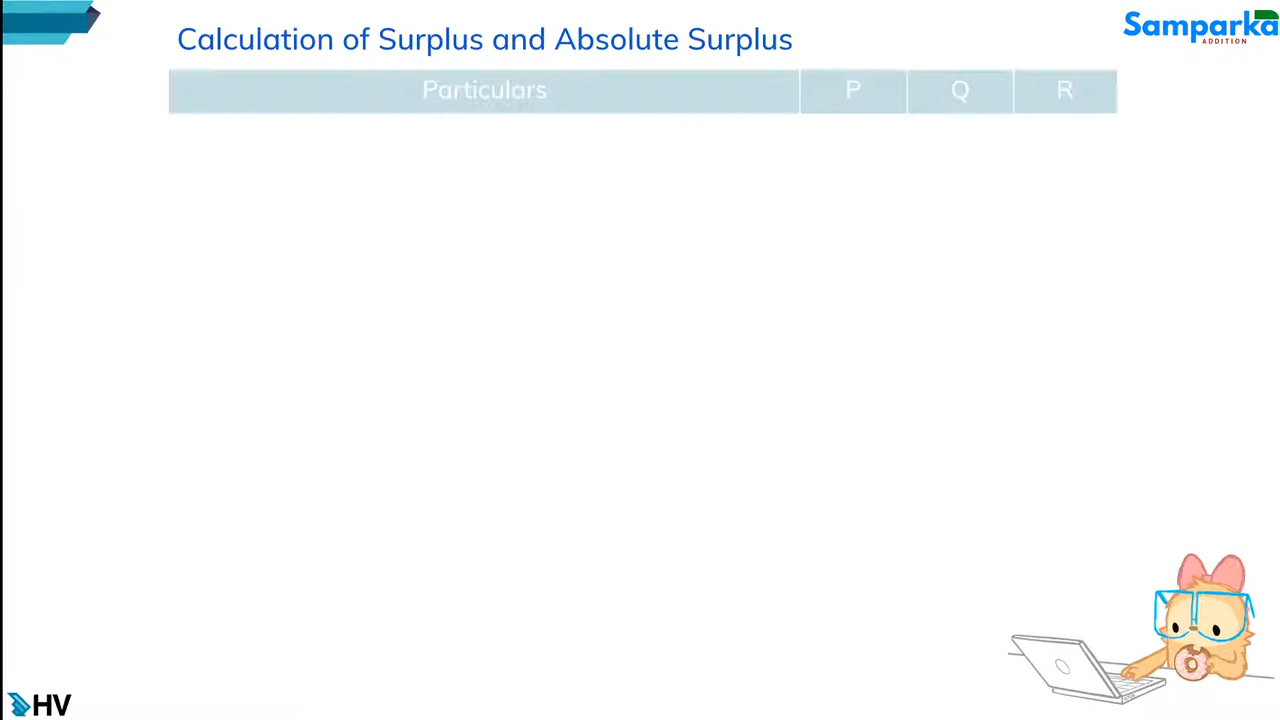 Calculation of Surplus and Absolute Surplus
Samparka
ADDITION
Particulars P Q R
HV